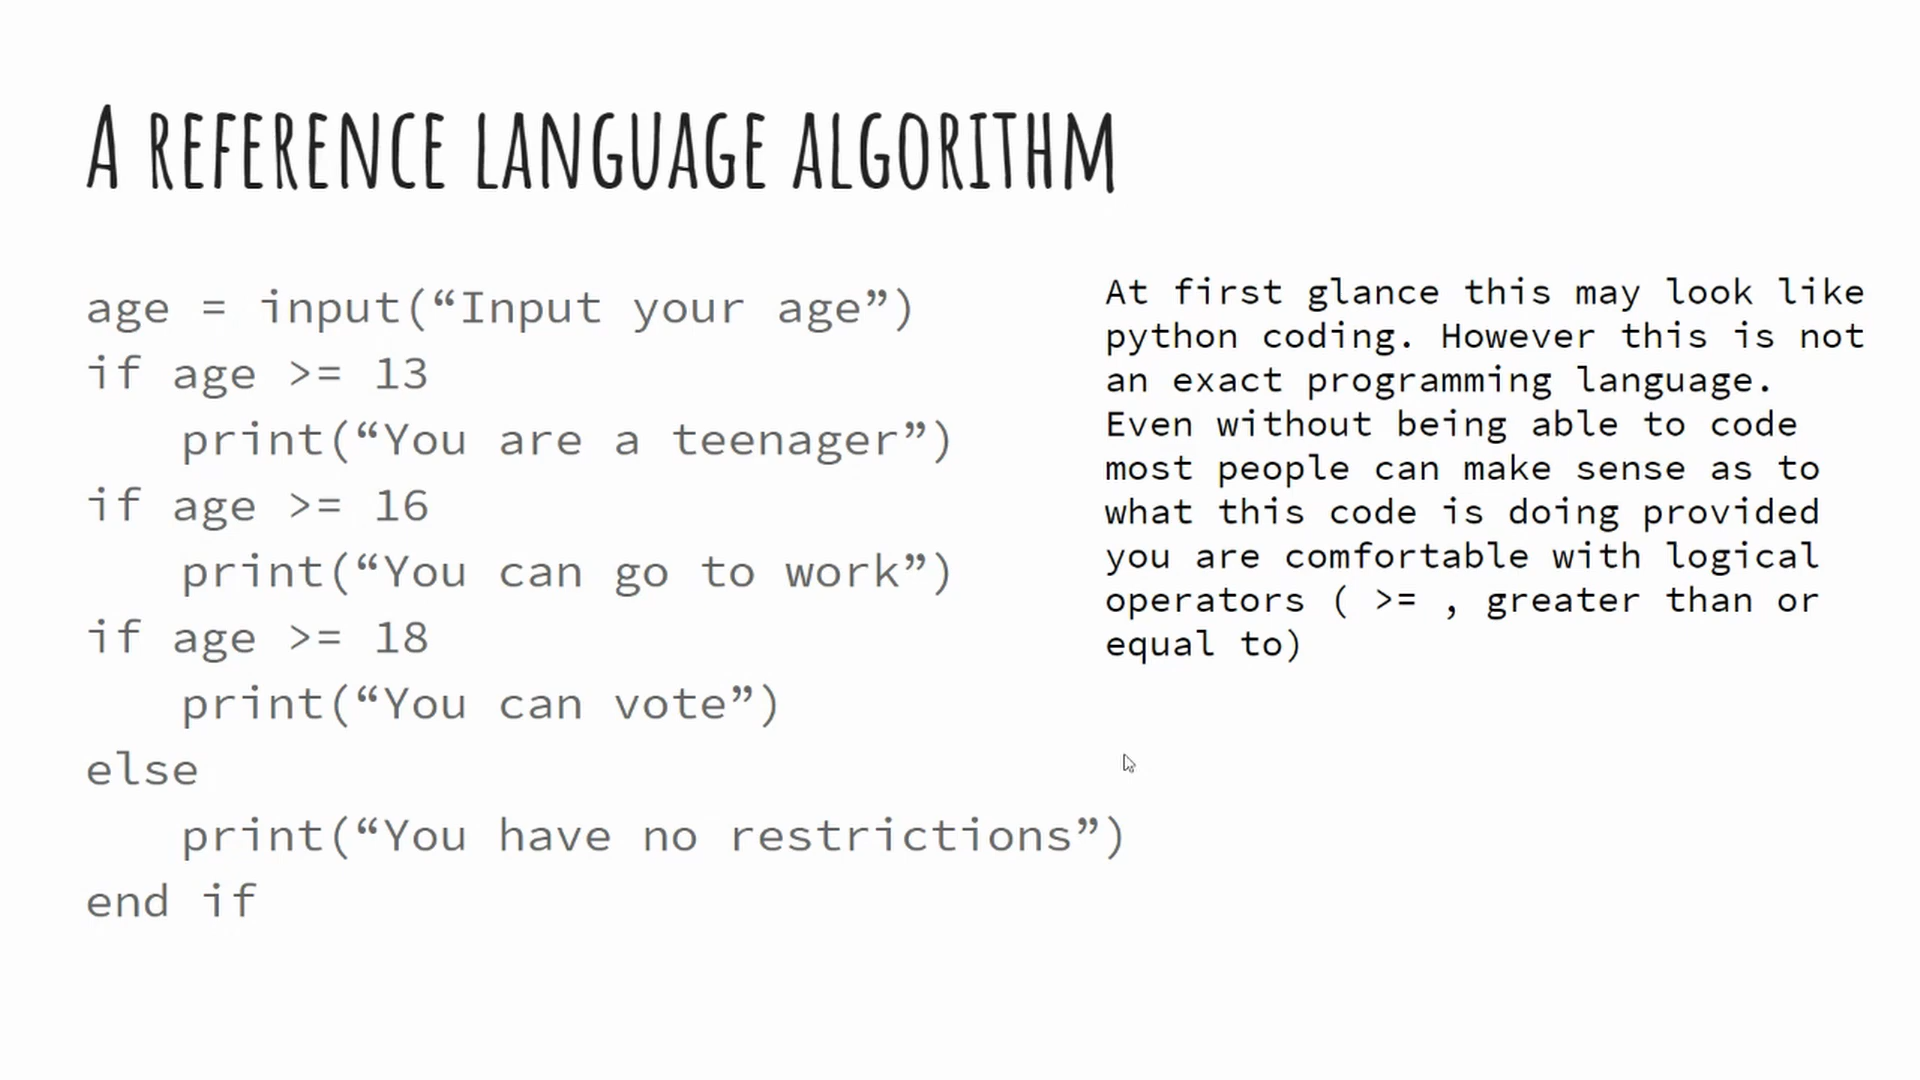 A REFERENCE LANGUAGE ALGORITHM
age = input(“Input your age”)
if age >= 13
print(“You are a teenager”)
if age >= 16
print(“You can go to work”)
if age >= 18
print(“You can vote”)
else
print(“You have no restrictions”)
end if
At first glance this may look like
python coding. However this is not
an exact programming language.
Even without being able to code
most people can make sense as to
what this code is doing provided
you are comfortable with logical
operators ( >= , greater than or
equal to)